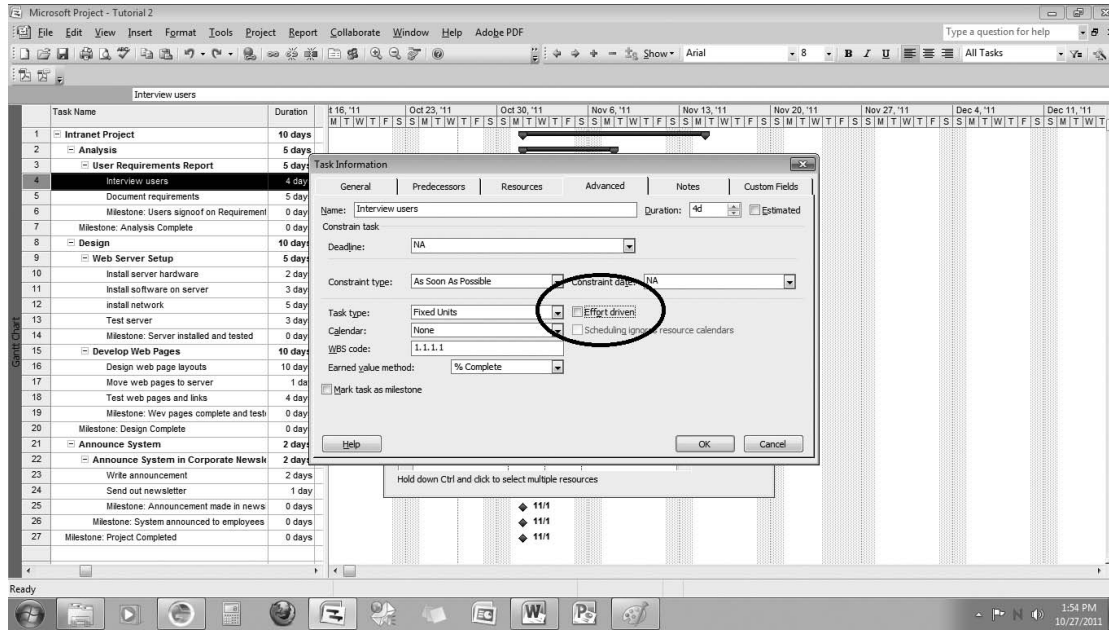 Microsoft Project - Tutorial 2
File Edit View Insert Format Tools Project Report Collaborate Window Help Adobe PDF
Type a question for help
Show Arial 8 B I U All Tasks
Interview users
Task Name Duration t 16, '11 Oct 23, '11 Oct 30, '11 Nov 6, '11 Nov 13, '11 Nov 20, '11 Nov 27, '11 Dec 4, '11 Dec 11, '11
M T W T F S S M T W T F S S M T W T F S S M T W T F S S M T W T F S S M T W T F S S M T W T F S S M T W T F S S M T W T
1 Intranet Project 10 days
2 Analysis 5 days
3 User Requirements Report 5 days
4 Interview users 4 day
5 Document requirements 5 day
6 Milestone: Users signoof on Requirement 0 day
7 Milestone: Analysis Complete 0 day
8 Design 10 days
9 Web Server Setup 5 days
10 Install server hardware 2 day
11 Install software on server 3 day
12 install network 5 day
13 Test server 3 day
14 Milestone: Server installed and tested 0 day
15 Develop Web Pages 10 days
16 Design web page layouts 10 day
17 Move web pages to server 1 da
18 Test web pages and links 4 day
19 Milestone: Wev pages complete and test 0 day
20 Milestone: Design Complete 0 day
21 Announce System 2 days
22 Announce System in Corporate Newsle 2 days
23 Write announcement 2 days
24 Send out newsletter 1 day
25 Milestone: Announcement made in news 0 days 11/1
26 Milestone: System announced to employees 0 days 11/1
27 Milestone: Project Completed 0 days 11/1
Gantt Chart
Task Information
General Predecessors Resources Advanced Notes Custom Fields
Name: Interview users Duration: 4d Estimated
Constrain task
Deadline: NA
Constraint type: As Soon As Possible Constraint date: NA
Task type: Fixed Units Effort driven
Calendar: None Scheduling ignores resource calendars
WBS code: 1.1.1.1
Earned value method: % Complete
Mark task as milestone
Help OK Cancel
Hold down Ctrl and click to select multiple resources
Ready
1:54 PM
10/27/2011